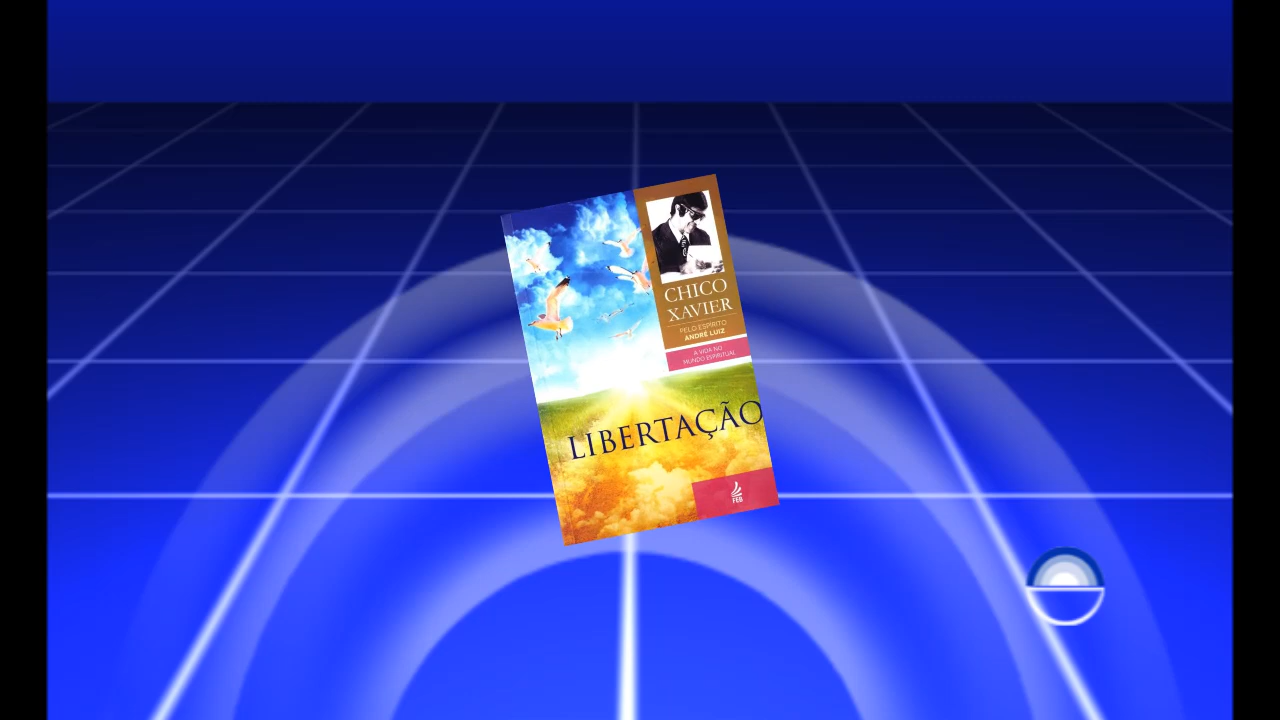 CHICO
XAVIER
PELO ESPÍRITO
ANDRÉ LUIZ
A VIDA NO
MUNDO ESPIRITUAL
LIBERTAÇÃO
FEB